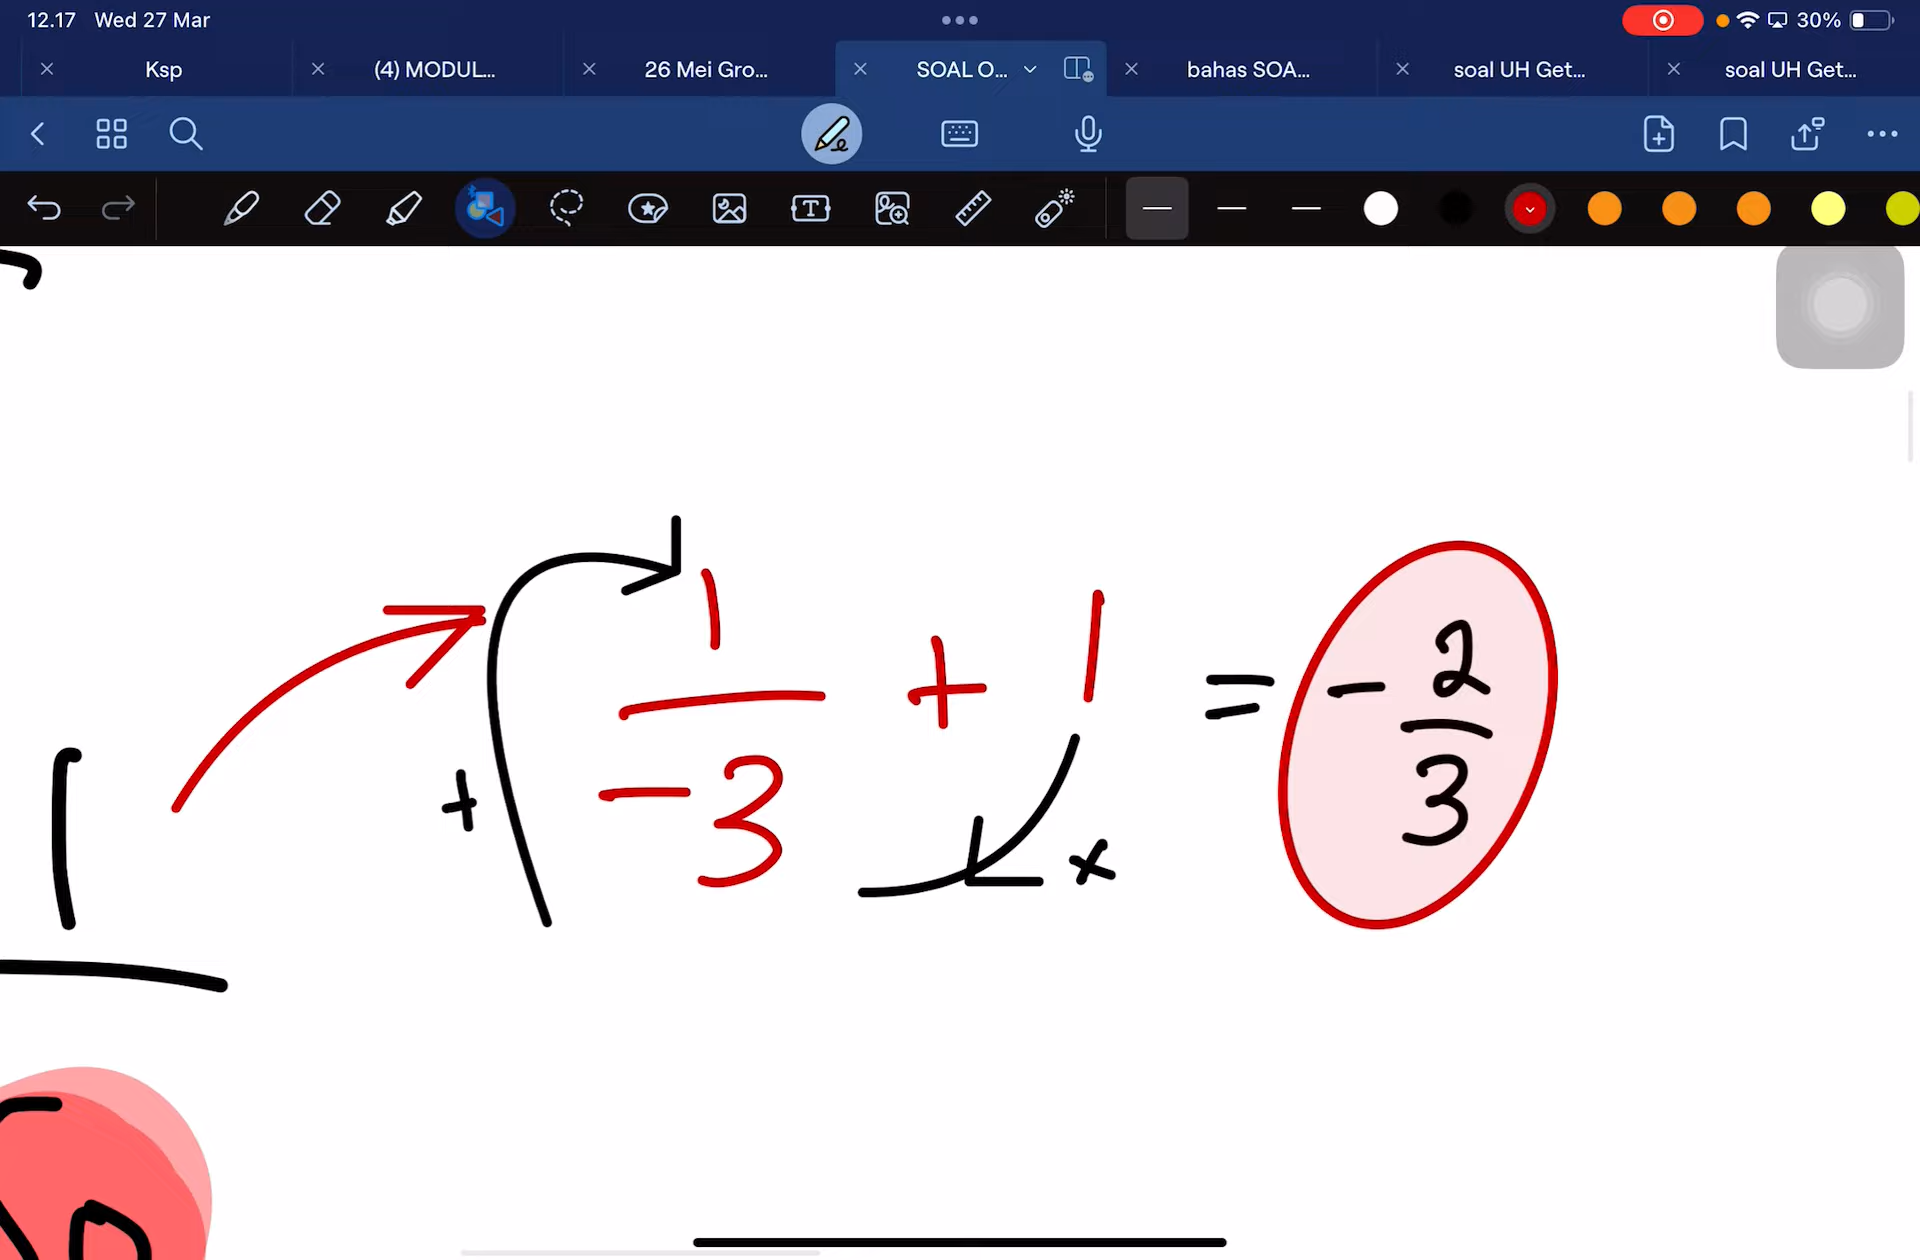 12.17 Wed 27 Mar
30%
Ksp
(4) MODUL...
26 Mei Gro...
SOAL O...
bahas SOA...
soal UH Get...
soal UH Get...
1/-3 + 1 = -2/3
+
×
1